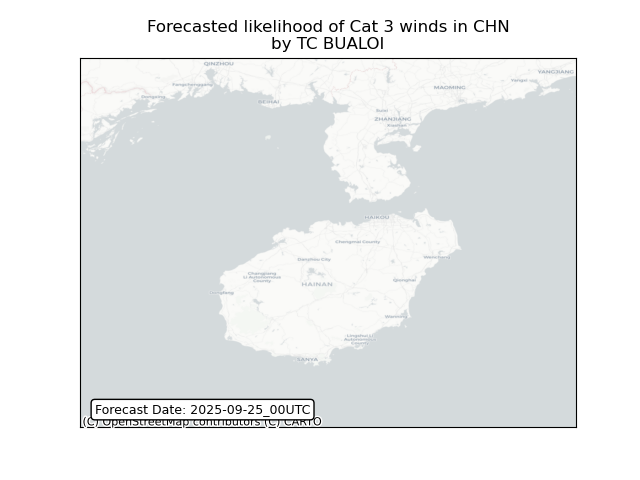 Forecasted likelihood of Cat 3 winds in CHN
by TC BUALOI
QINZHOU
YANGJIANG
Fangchenggang
Yangxi
MAOMING
Dongxing
BEIHAI
ZHANJIANG
HAIKOU
Chengmai County
Wenchang
Danzhou City
Changjiang
Li Autonomous
County
Qionghai
HAINAN
Dongfang
Wanning
Lingshui Li
Autonomous
County
SANYA
Forecast Date: 2025-09-25_00UTC
(C) OpenStreetMap contributors (C) CARTO